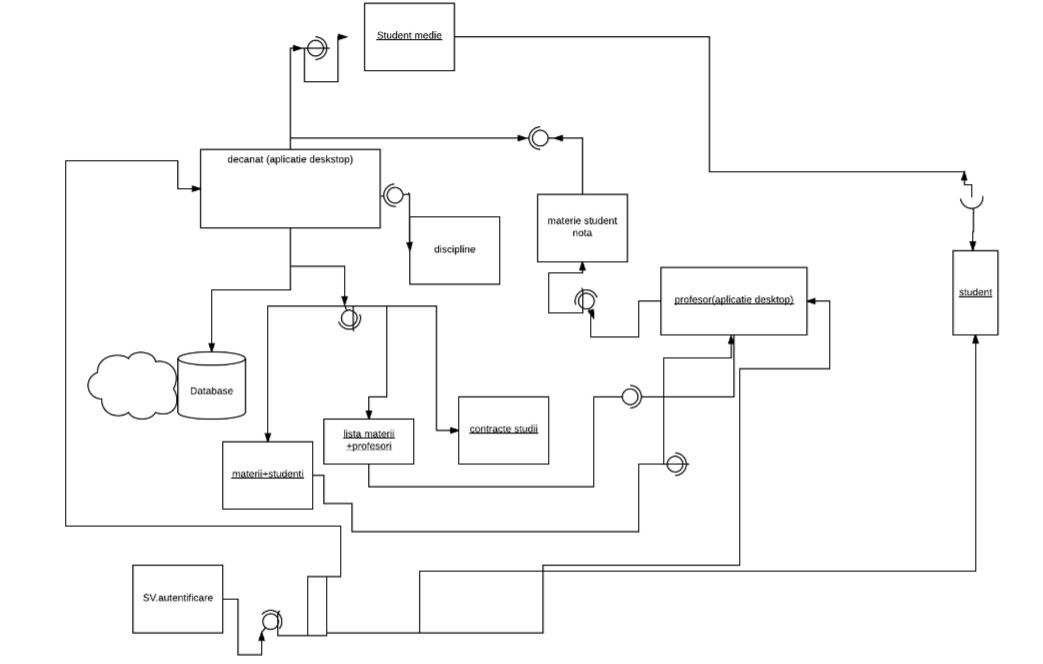 Student medie
decanat (aplicatie deskstop)
discipline
materie student
nota
profesor(aplicatie desktop)
student
Database
lista materii
+profesori
contracte studii
materii+studenti
SV.autentificare